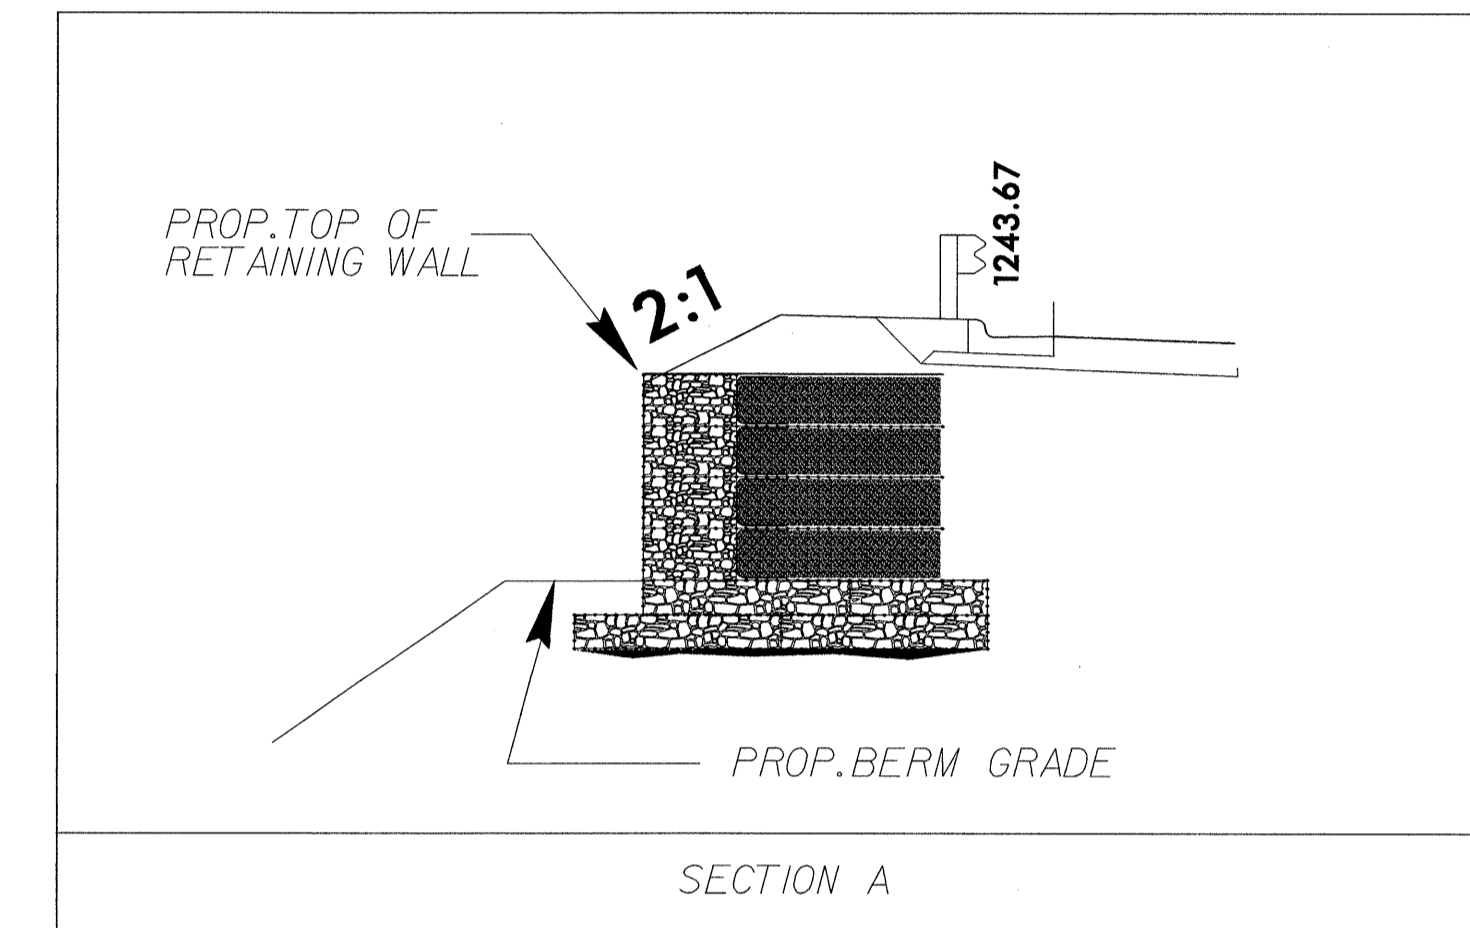 PROP. TOP OF
RETAINING WALL
2:1
1243.67
PROP. BERM GRADE
SECTION A